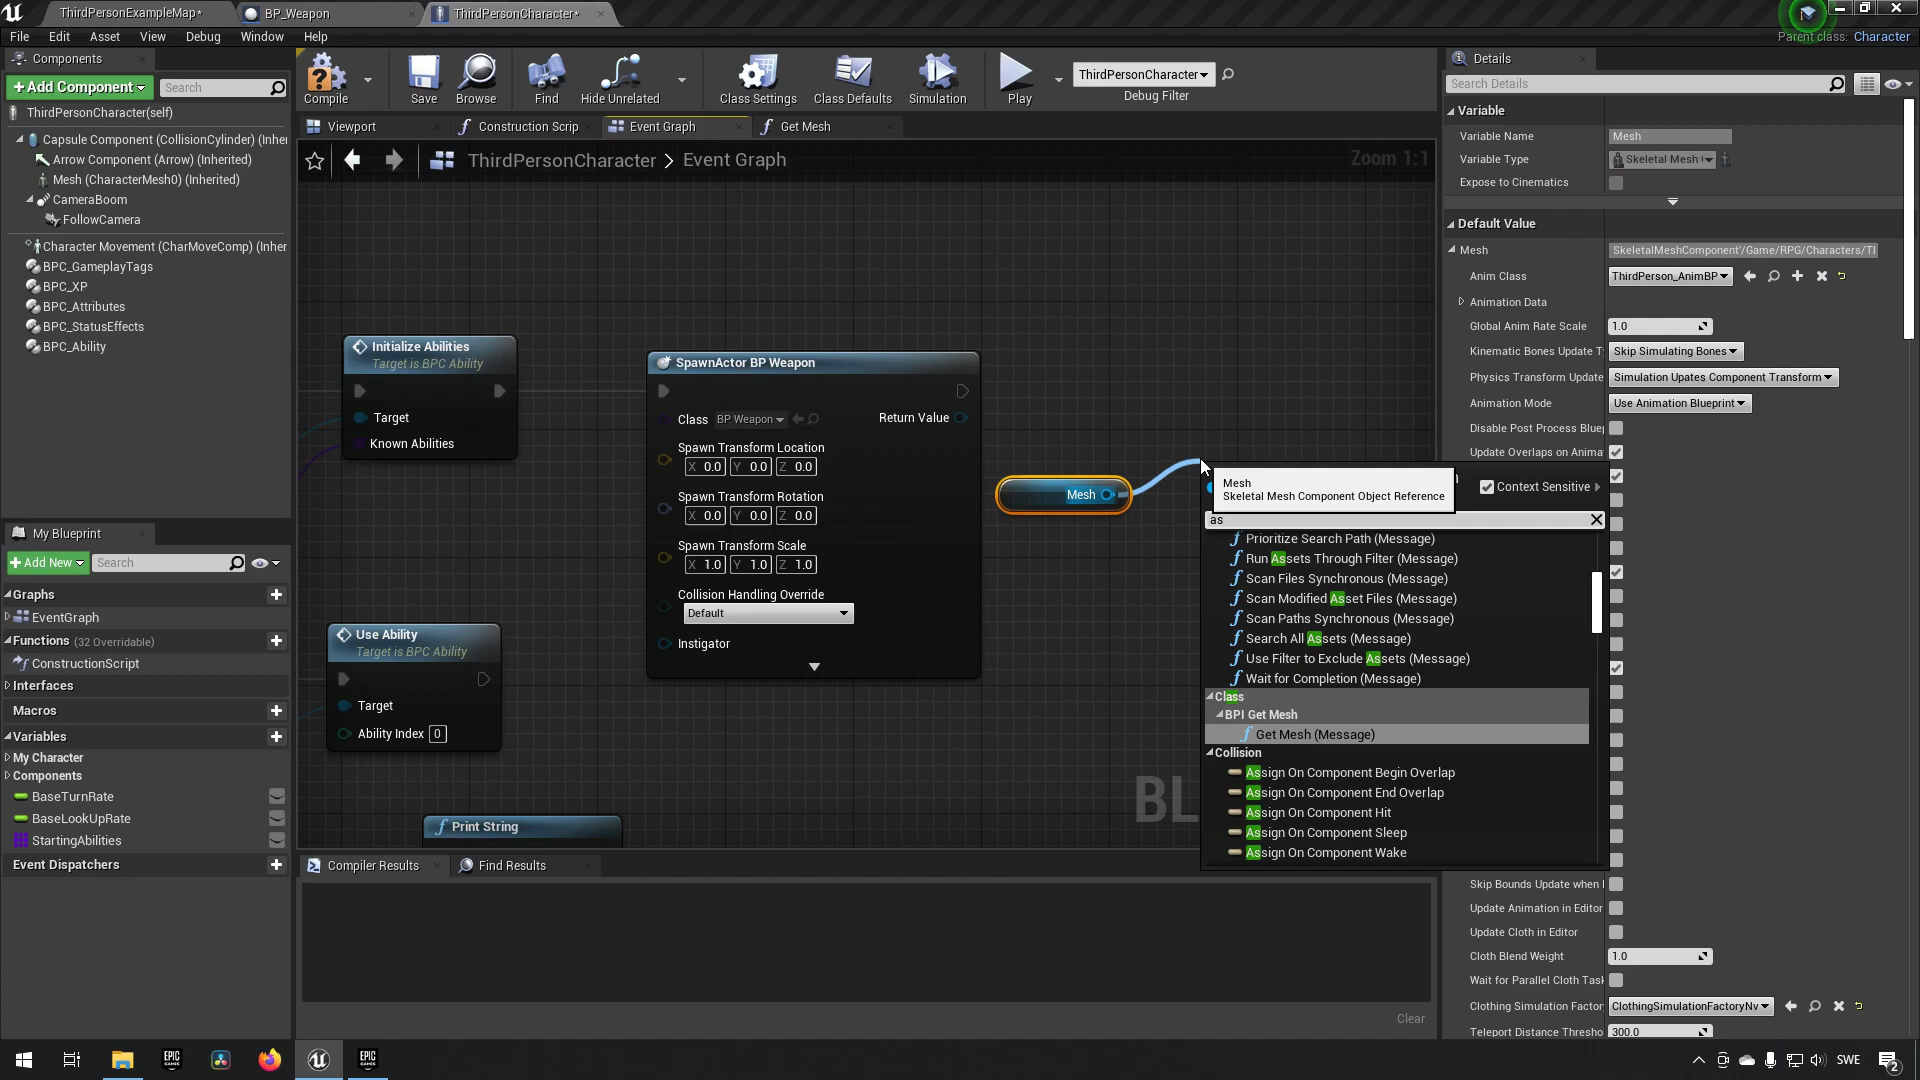 ThirdPersonExampleMap*
BP_Weapon
ThirdPersonCharacter*
File Edit Asset View Debug Window Help
Parent class: Character
Components
+Add Component
Search
ThirdPersonCharacter(self)
Capsule Component (CollisionCylinder) (Inher
Arrow Component (Arrow) (Inherited)
Mesh (CharacterMesh0) (Inherited)
CameraBoom
FollowCamera
Character Movement (CharMoveComp) (Inher
BPC_GameplayTags
BPC_XP
BPC_Attributes
BPC_StatusEffects
BPC_Ability
My Blueprint
+Add New
Search
Graphs
EventGraph
Functions (32 Overridable)
ConstructionScript
Interfaces
Macros
Variables
My Character
Components
BaseTurnRate
BaseLookUpRate
StartingAbilities
Event Dispatchers
Compile
Save
Browse
Find
Hide Unrelated
Class Settings
Class Defaults
Simulation
Play
ThirdPersonCharacter
Debug Filter
Viewport
Construction Scrip
Event Graph
Get Mesh
ThirdPersonCharacter > Event Graph
Zoom 1:1
Initialize Abilities
Target is BPC Ability
Target
Known Abilities
Use Ability
Target is BPC Ability
Target
Ability Index 0
Print String
SpawnActor BP Weapon
Class BP Weapon
Return Value
Spawn Transform Location
X 0.0 Y 0.0 Z 0.0
Spawn Transform Rotation
X 0.0 Y 0.0 Z 0.0
Spawn Transform Scale
X 1.0 Y 1.0 Z 1.0
Collision Handling Override
Default
Instigator
Mesh
BL
Mesh
Skeletal Mesh Component Object Reference
Context Sensitive
as
Prioritize Search Path (Message)
Run Assets Through Filter (Message)
Scan Files Synchronous (Message)
Scan Modified Asset Files (Message)
Scan Paths Synchronous (Message)
Search All Assets (Message)
Use Filter to Exclude Assets (Message)
Wait for Completion (Message)
Class
BPI Get Mesh
Get Mesh (Message)
Collision
Assign On Component Begin Overlap
Assign On Component End Overlap
Assign On Component Hit
Assign On Component Sleep
Assign On Component Wake
Compiler Results
Find Results
Clear
Details
Search Details
Variable
Variable Name Mesh
Variable Type Skeletal Mesh
Expose to Cinematics
Default Value
Mesh SkeletalMeshComponent'/Game/RPG/Characters/Tl
Anim Class ThirdPerson_AnimBP
Animation Data
Global Anim Rate Scale 1.0
Kinematic Bones Update T Skip Simulating Bones
Physics Transform Update Simulation Upates Component Transform
Animation Mode Use Animation Blueprint
Disable Post Process Bluep
Update Overlaps on Animat
Skip Bounds Update when I
Update Animation in Editor
Update Cloth in Editor
Cloth Blend Weight 1.0
Wait for Parallel Cloth Task
Clothing Simulation Factor ClothingSimulationFactoryNv
Teleport Distance Thresho 300.0
EPIC GAMES
EPIC GAMES
SWE
2